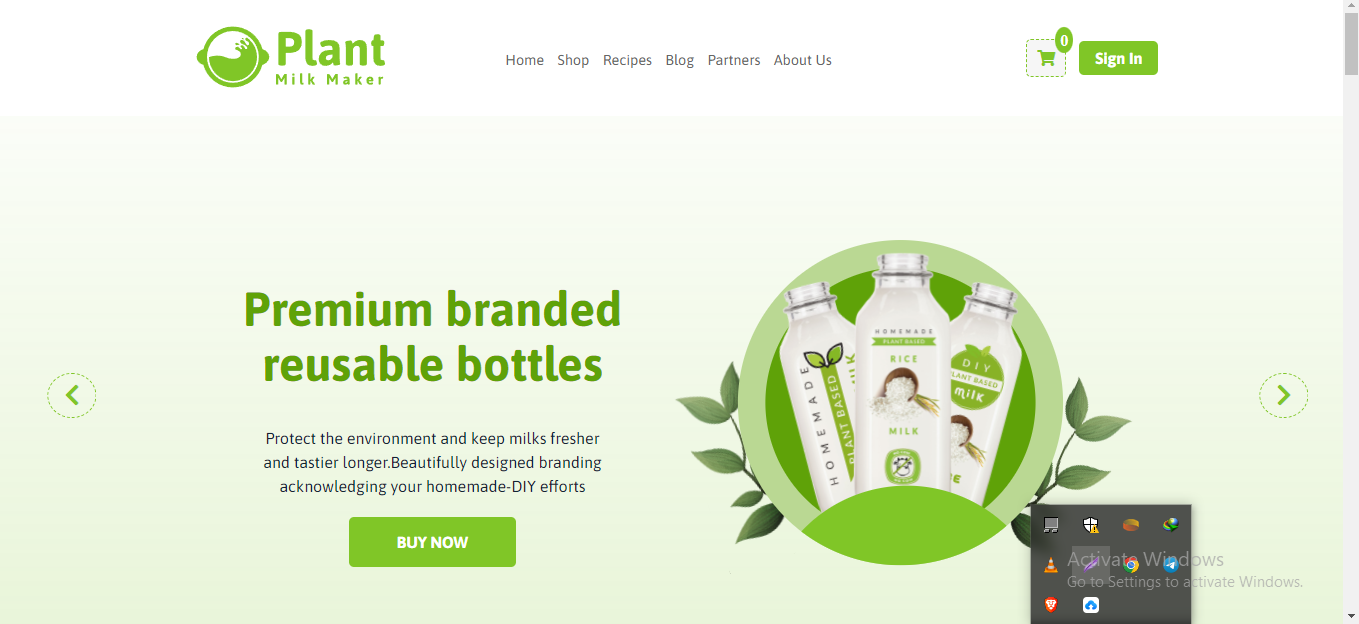 Plant
Milk Maker
Home Shop Recipes Blog Partners About Us
0
Sign In
Premium branded
reusable bottles
Protect the environment and keep milks fresher
and tastier longer.Beautifully designed branding
acknowledging your homemade-DIY efforts
BUY NOW
HOMEMADE
PLANT BASED
MILK
HOMEMADE
PLANT BASED
RICE
MILK
DIY
PLANT BASED
milk
Activate Windows
Go to Settings to activate Windows.